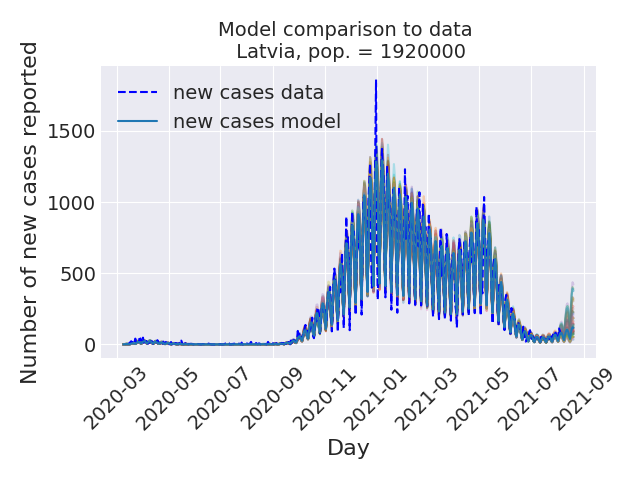 Model comparison to data
Latvia, pop. = 1920000
Number of new cases reported
new cases data
new cases model
1500
1000
500
0
2020-03
2020-05
2020-07
2020-09
2020-11
2021-01
2021-03
2021-05
2021-07
2021-09
Day